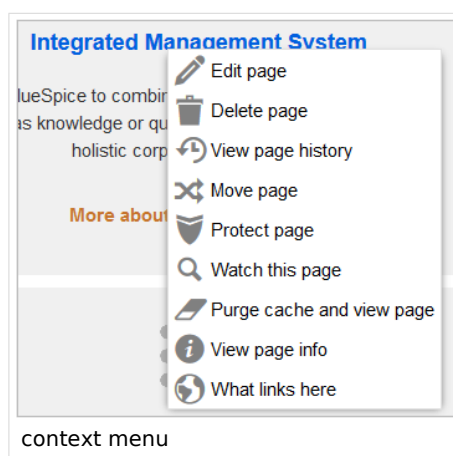 Integrated Management System
lueSpice to combin
as knowledge or qu
holistic corp
More about
Edit page
Delete page
View page history
Move page
Protect page
Watch this page
Purge cache and view page
View page info
What links here
context menu